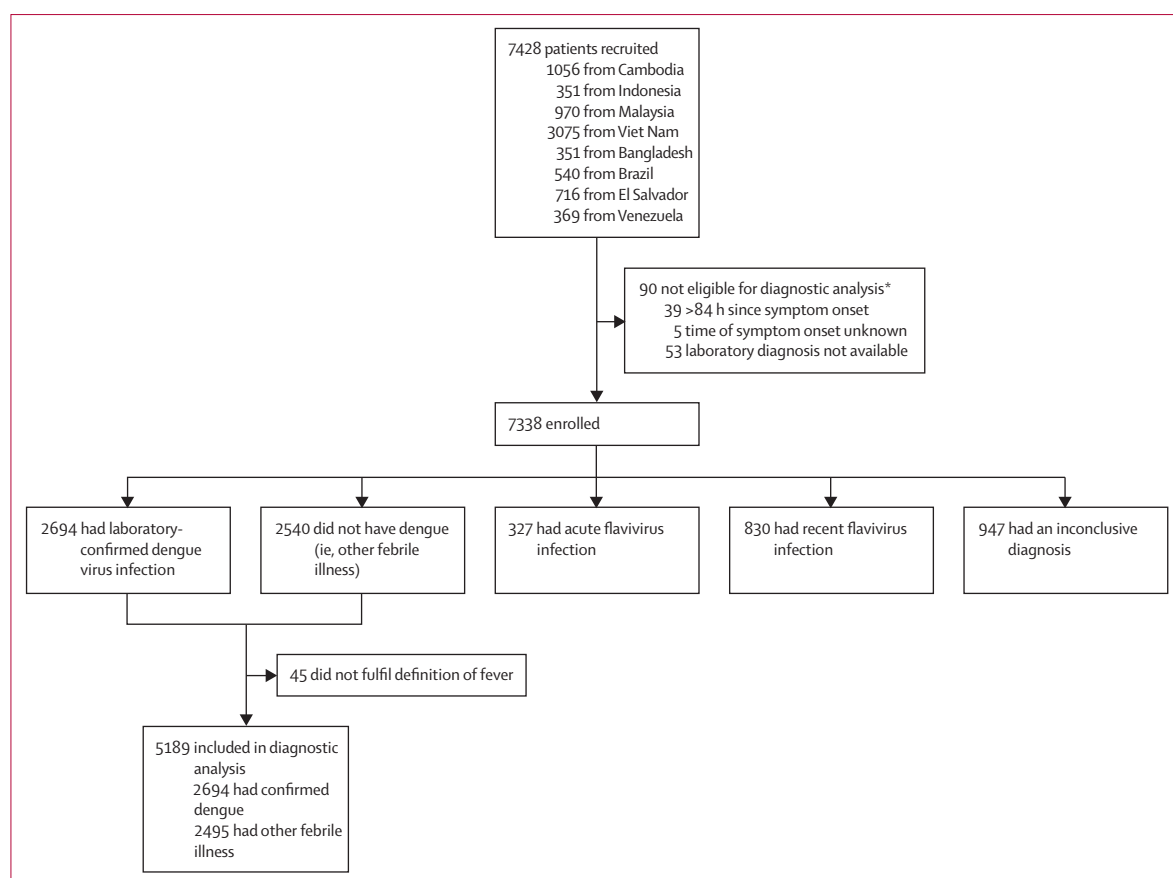 7428 patients recruited
1056 from Cambodia
351 from Indonesia
970 from Malaysia
3075 from Viet Nam
351 from Bangladesh
540 from Brazil
716 from El Salvador
369 from Venezuela
90 not eligible for diagnostic analysis*
39 >84 h since symptom onset
5 time of symptom onset unknown
53 laboratory diagnosis not available
7338 enrolled
2694 had laboratory-
confirmed dengue
virus infection
2540 did not have dengue
(ie, other febrile
illness)
327 had acute flavivirus
infection
830 had recent flavivirus
infection
947 had an inconclusive
diagnosis
45 did not fulfil definition of fever
5189 included in diagnostic
analysis
2694 had confirmed
dengue
2495 had other febrile
illness